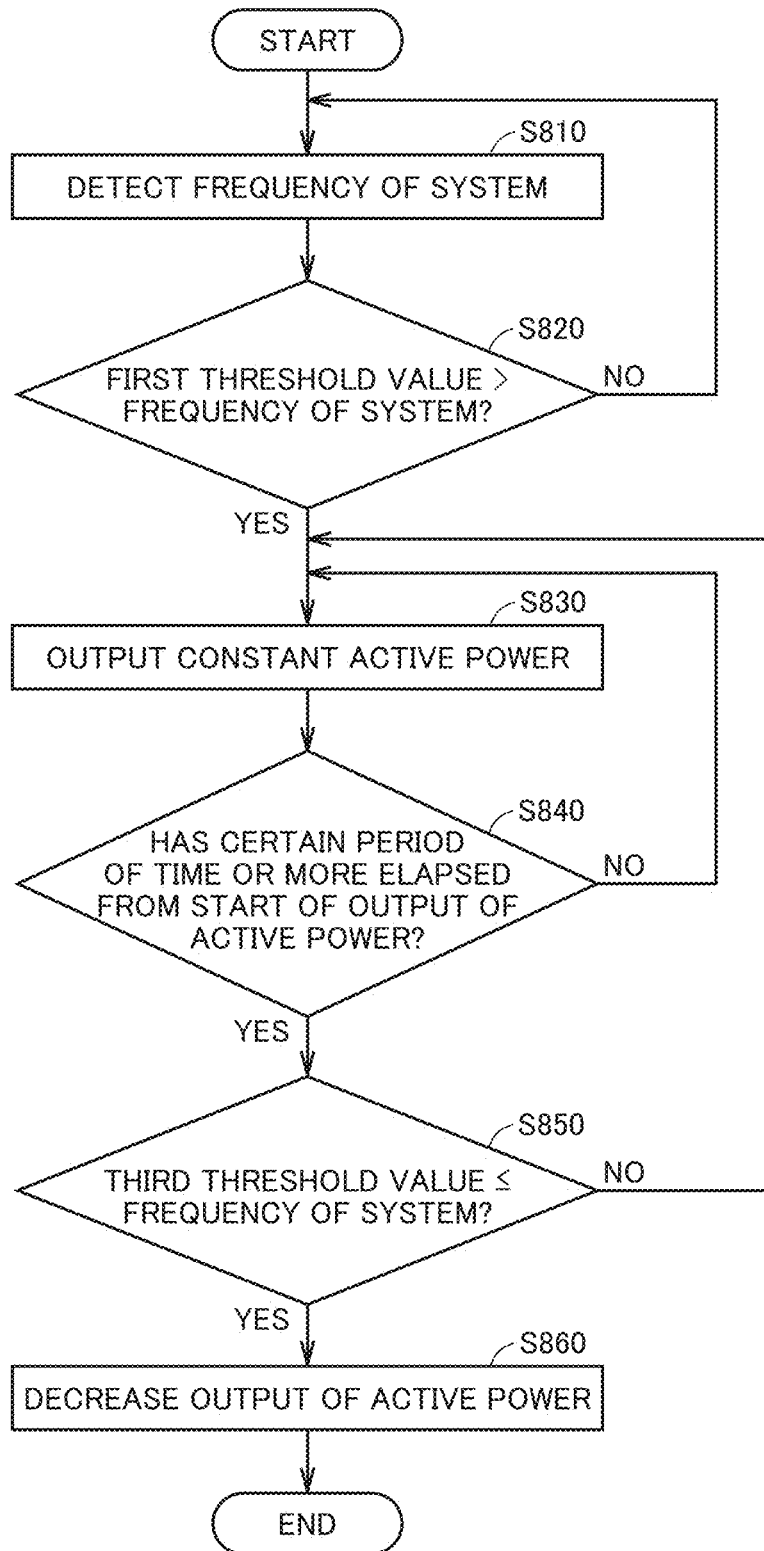 START
S810
DETECT FREQUENCY OF SYSTEM
S820
FIRST THRESHOLD VALUE >
FREQUENCY OF SYSTEM?
NO
YES
S830
OUTPUT CONSTANT ACTIVE POWER
S840
HAS CERTAIN PERIOD
OF TIME OR MORE ELAPSED
FROM START OF OUTPUT OF
ACTIVE POWER?
NO
YES
S850
THIRD THRESHOLD VALUE ≤
FREQUENCY OF SYSTEM?
NO
YES
S860
DECREASE OUTPUT OF ACTIVE POWER
END